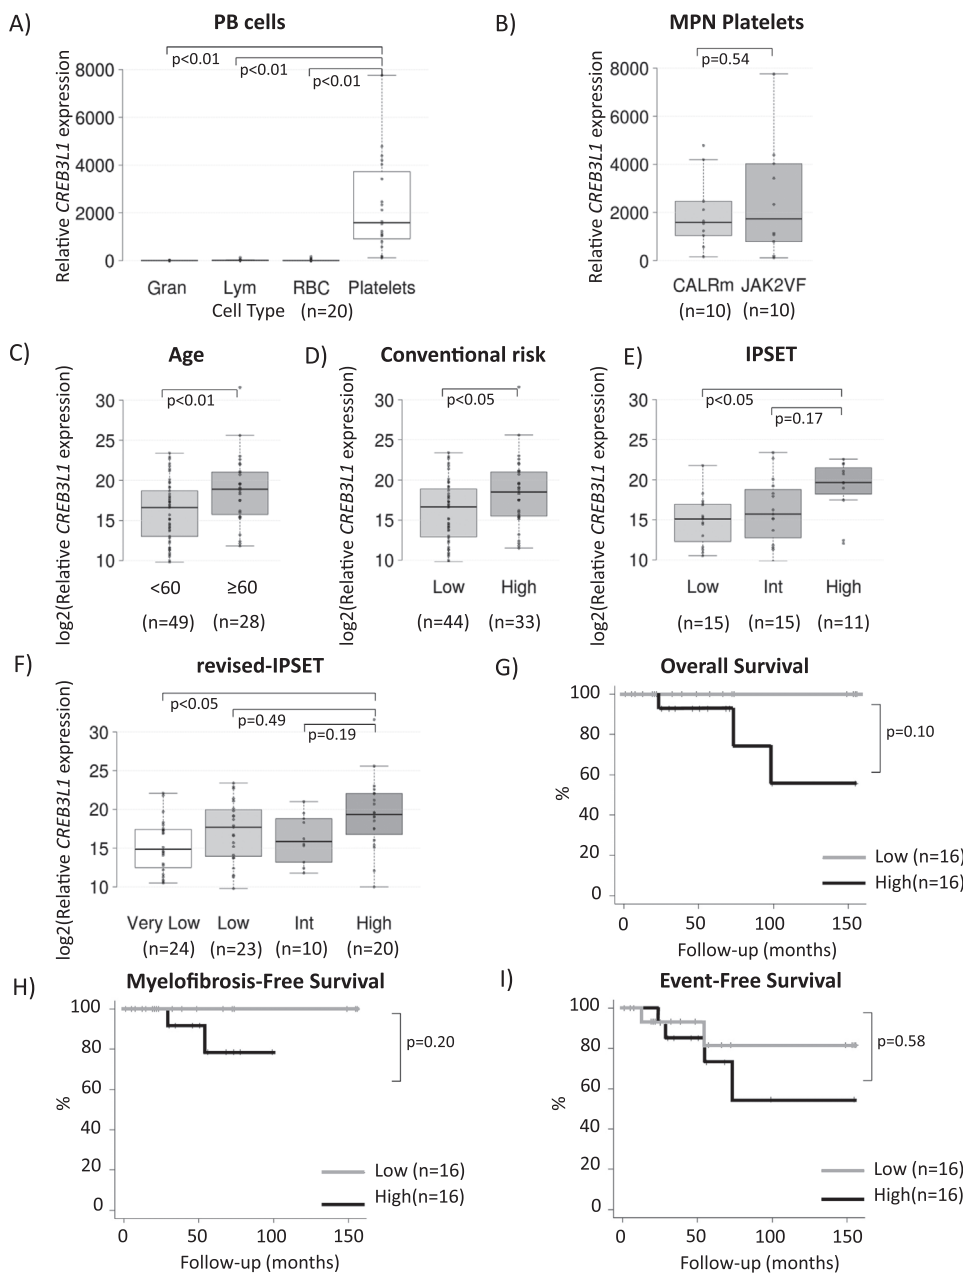 A)
PB cells
p<0.01
p<0.01
p<0.01
Relative CREB3L1 expression
8000
6000
4000
2000
0
Gran Lym RBC Platelets
Cell Type (n=20)
B)
MPN Platelets
p=0.54
Relative CREB3L1 expression
8000
6000
4000
2000
0
CALRm JAK2VF
(n=10) (n=10)
C)
Age
p<0.01
log2(Relative CREB3L1 expression)
30
25
20
15
10
<60 ≥60
(n=49) (n=28)
D)
Conventional risk
p<0.05
log2(Relative CREB3L1 expression)
30
25
20
15
10
Low High
(n=44) (n=33)
E)
IPSET
p<0.05
p=0.17
log2(Relative CREB3L1 expression)
30
25
20
15
10
Low Int High
(n=15) (n=15) (n=11)
F)
revised-IPSET
p<0.05
p=0.49
p=0.19
log2(Relative CREB3L1 expression)
30
25
20
15
10
Very Low Low Int High
(n=24) (n=23) (n=10) (n=20)
G)
Overall Survival
100
80
60
40
20
0
%
p=0.10
Low (n=16)
High(n=16)
0 50 100 150
Follow-up (months)
H)
Myelofibrosis-Free Survival
100
80
60
40
20
0
%
p=0.20
Low (n=16)
High(n=16)
0 50 100 150
Follow-up (months)
I)
Event-Free Survival
100
80
60
40
20
0
%
p=0.58
Low (n=16)
High(n=16)
0 50 100 150
Follow-up (months)